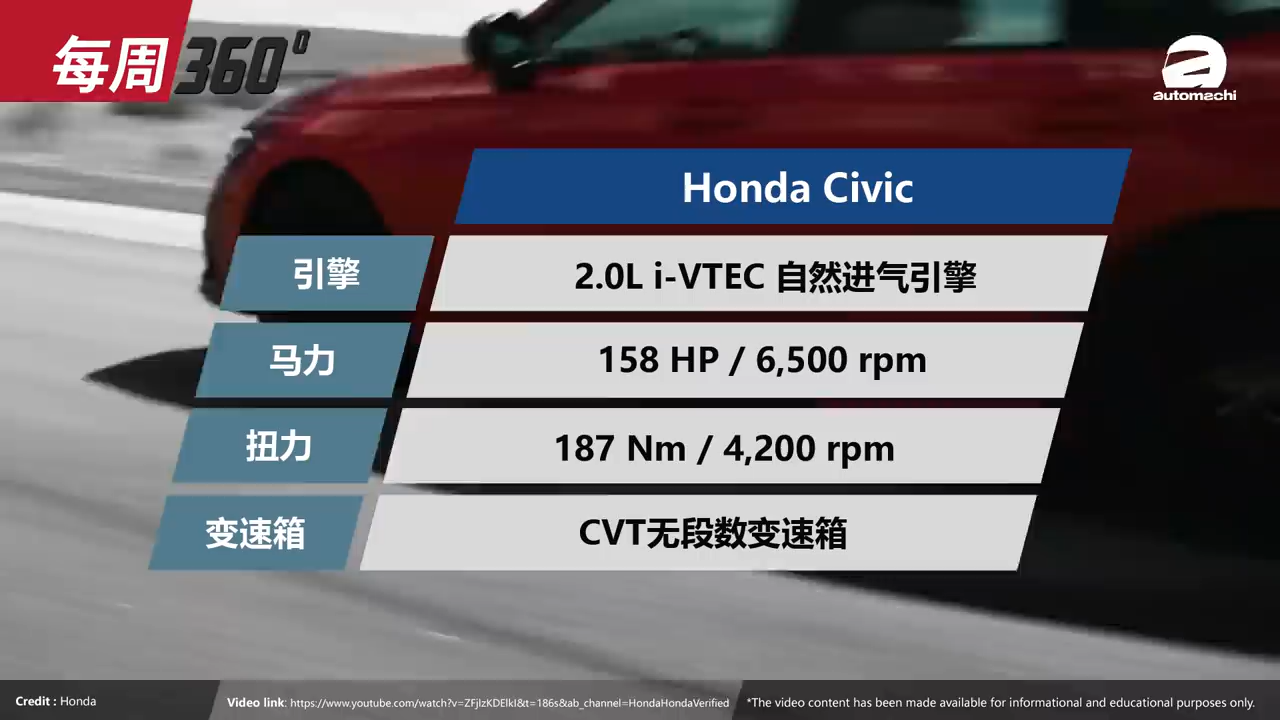 每周360°
automachi
Honda Civic
引擎
2.0L i-VTEC 自然进气引擎
马力
158 HP / 6,500 rpm
扭力
187 Nm / 4,200 rpm
变速箱
CVT无段数变速箱
Credit : Honda
Video link: https://www.youtube.com/watch?v=ZFjlzKDElkI&t=186s&ab_channel=HondaHondaVerified
*The video content has been made available for informational and educational purposes only.